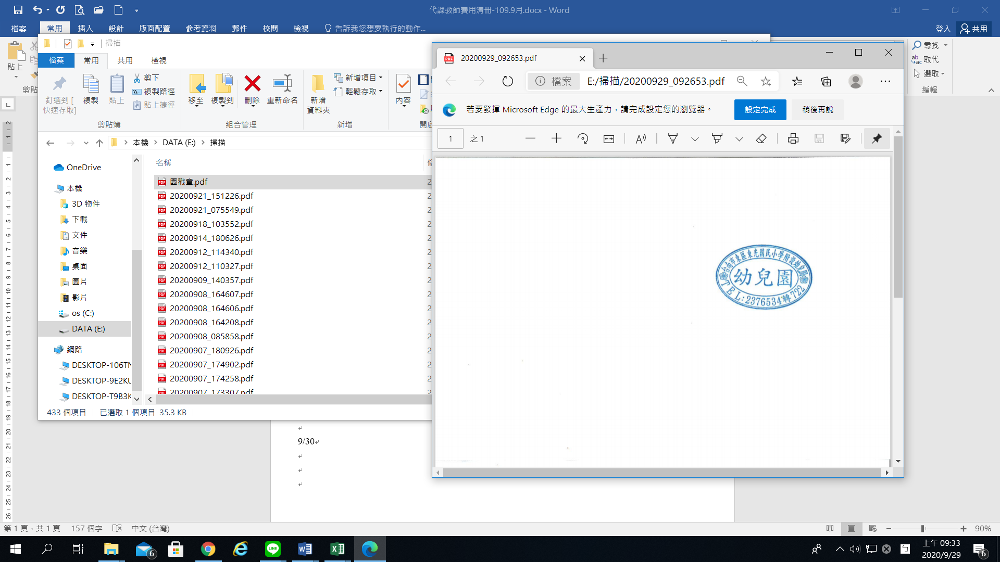 代課教師費用清冊-109.9月.docx - Word
檔案 常用 插入 設計 版面配置 參考資料 郵件 校閱 檢視 告訴我您想要執行的動作... 登入 共用
掃描
檔案 常用 共用 檢視
貼上
剪貼
釘選到 [
快速存取]
複製
貼上
剪下
複製路徑
貼上捷徑
剪貼簿
移至
複製到
刪除
重新命名
組合管理
新增
資料夾
新增項目
輕鬆存取
新增
內容
尋找
取代
選取
編輯
本機 DATA (E:) 掃描
OneDrive
本機
3D 物件
下載
文件
音樂
桌面
圖片
影片
os (C:)
DATA (E:)
網路
DESKTOP-106TN
DESKTOP-9E2KU
DESKTOP-T9B3K
名稱
圓戳章.pdf
20200921_151226.pdf
20200921_075549.pdf
20200918_103552.pdf
20200914_180626.pdf
20200912_114340.pdf
20200912_110327.pdf
20200909_140357.pdf
20200908_164607.pdf
20200908_164606.pdf
20200908_164208.pdf
20200908_085858.pdf
20200907_180926.pdf
20200907_174902.pdf
20200907_174258.pdf
20200907_173307.pdf
433 個項目 已選取 1 個項目 35.3 KB
20200929_092653.pdf
檔案 E:/掃描/20200929_092653.pdf
若要發揮 Microsoft Edge 的最大生產力，請完成設定您的瀏覽器。 設定完成 稍後再說
1 之 1
台南市東區東光國民小學附設幼兒園
幼兒園
TEL:2376534轉722
9/30
第 1 頁，共 1 頁 157 個字 中文 (台灣) 90%
上午 09:33
2020/9/29